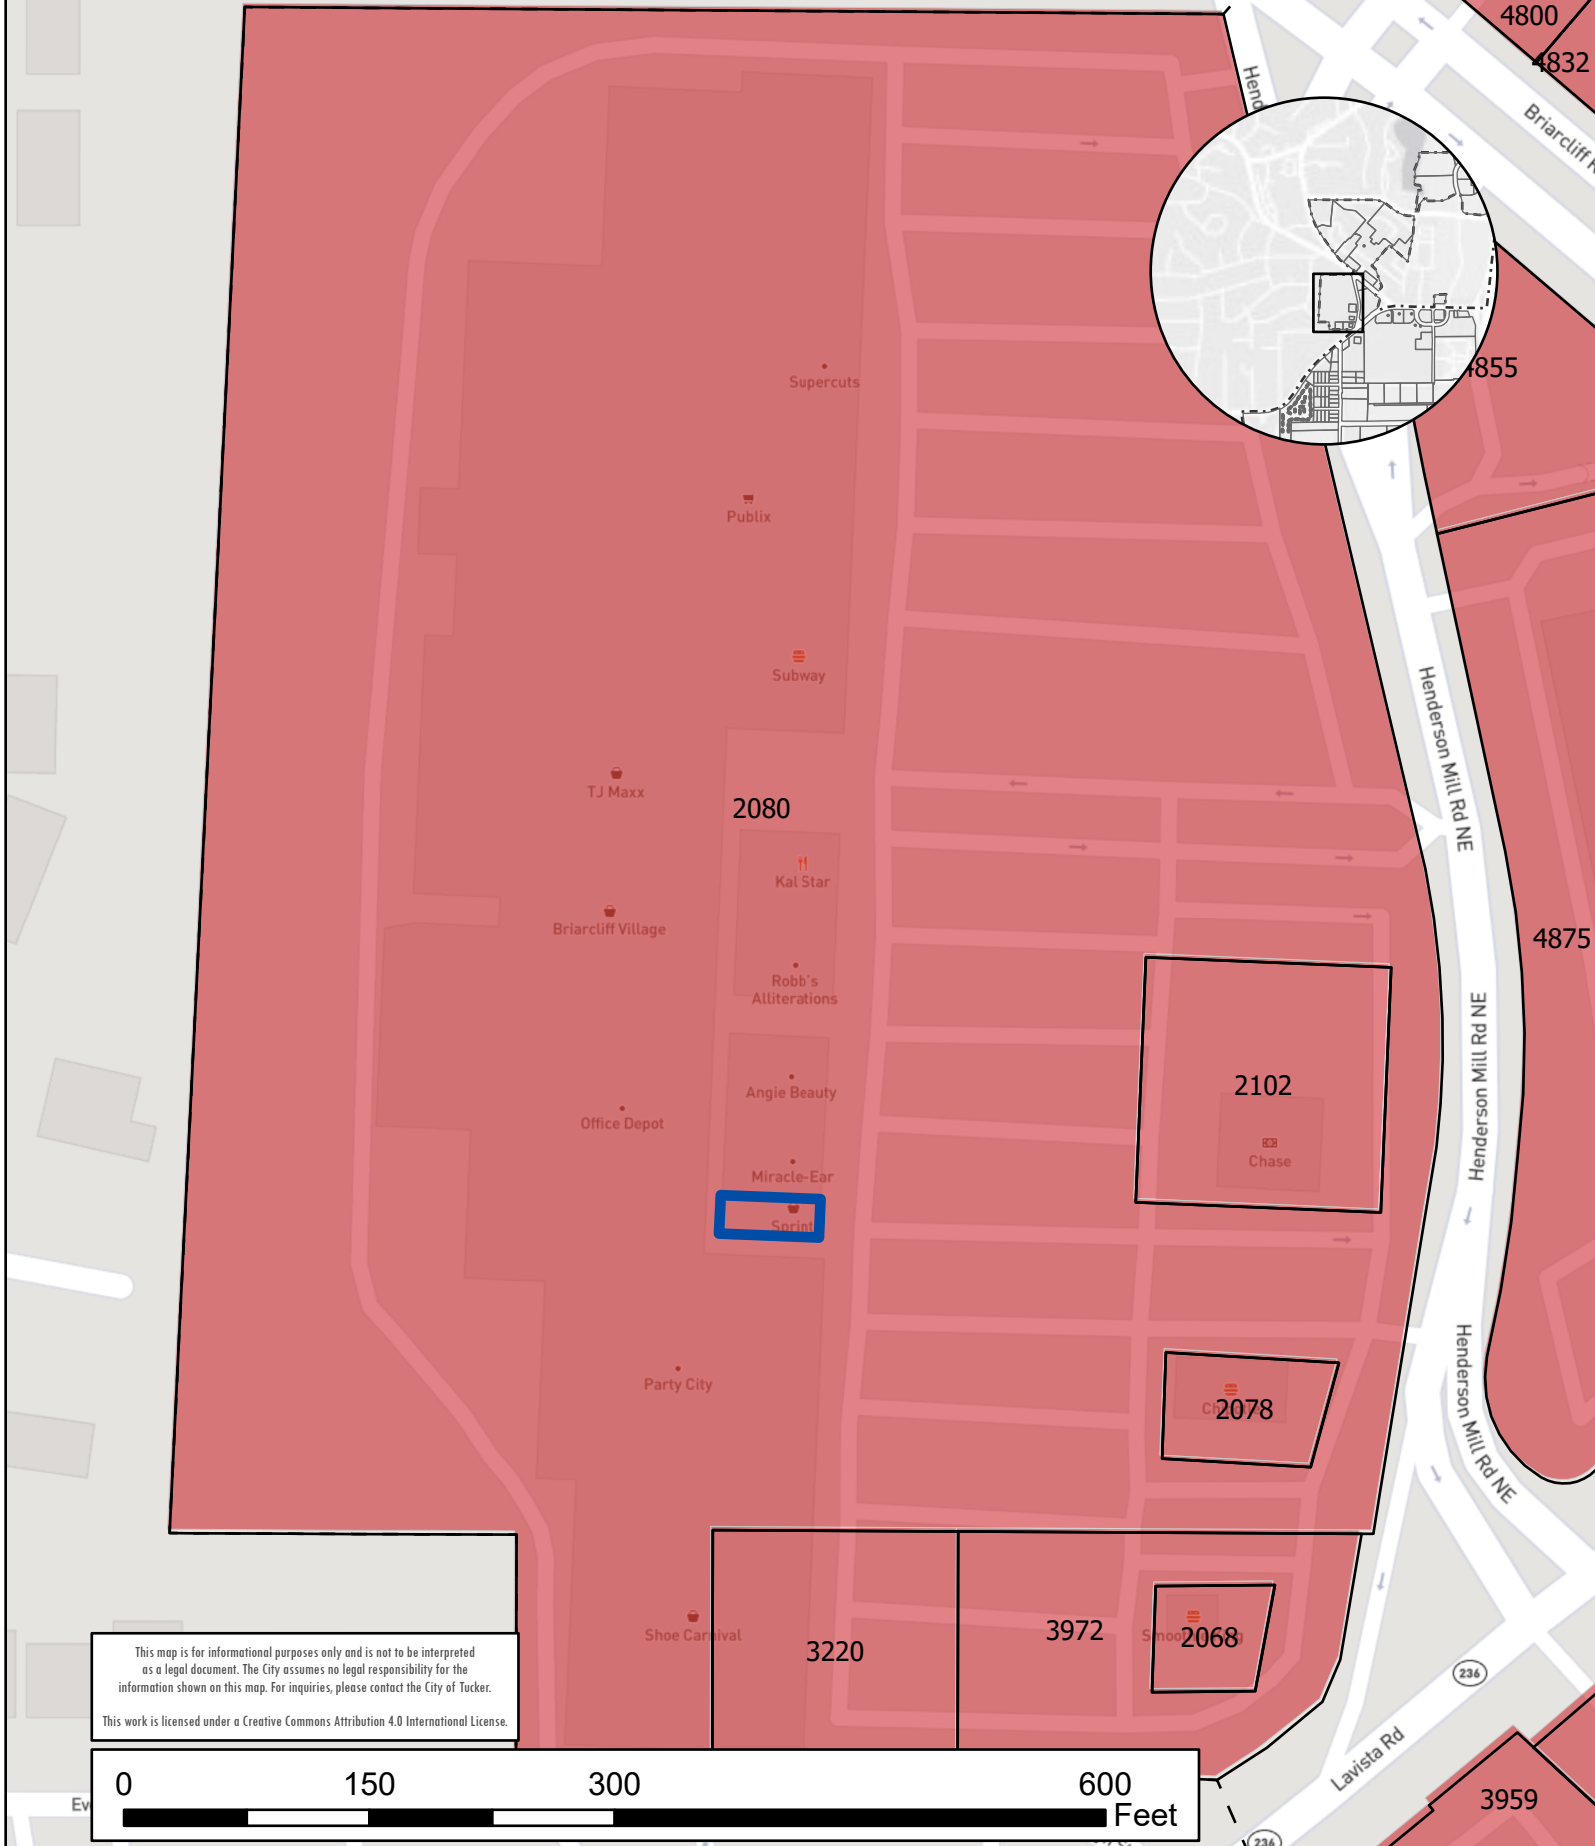 4800
4832
Briarcliff
4855
Supercuts
Publix
Subway
TJ Maxx
2080
Kal Star
Briarcliff Village
Robb's
Alliterations
Angie Beauty
Office Depot
Miracle-Ear
Sprint
Party City
Shoe Carnival
2102
Chase
2078
3220
3972
2068
4875
Henderson Mill Rd NE
Henderson Mill Rd NE
Henderson Mill Rd NE
236
Lavista Rd
3959
236
This map is for informational purposes only and is not to be interpreted
as a legal document. The City assumes no legal responsibility for the
information shown on this map. For inquiries, please contact the City of Tucker.
This work is licensed under a Creative Commons Attribution 4.0 International License.
0 150 300 600
Feet